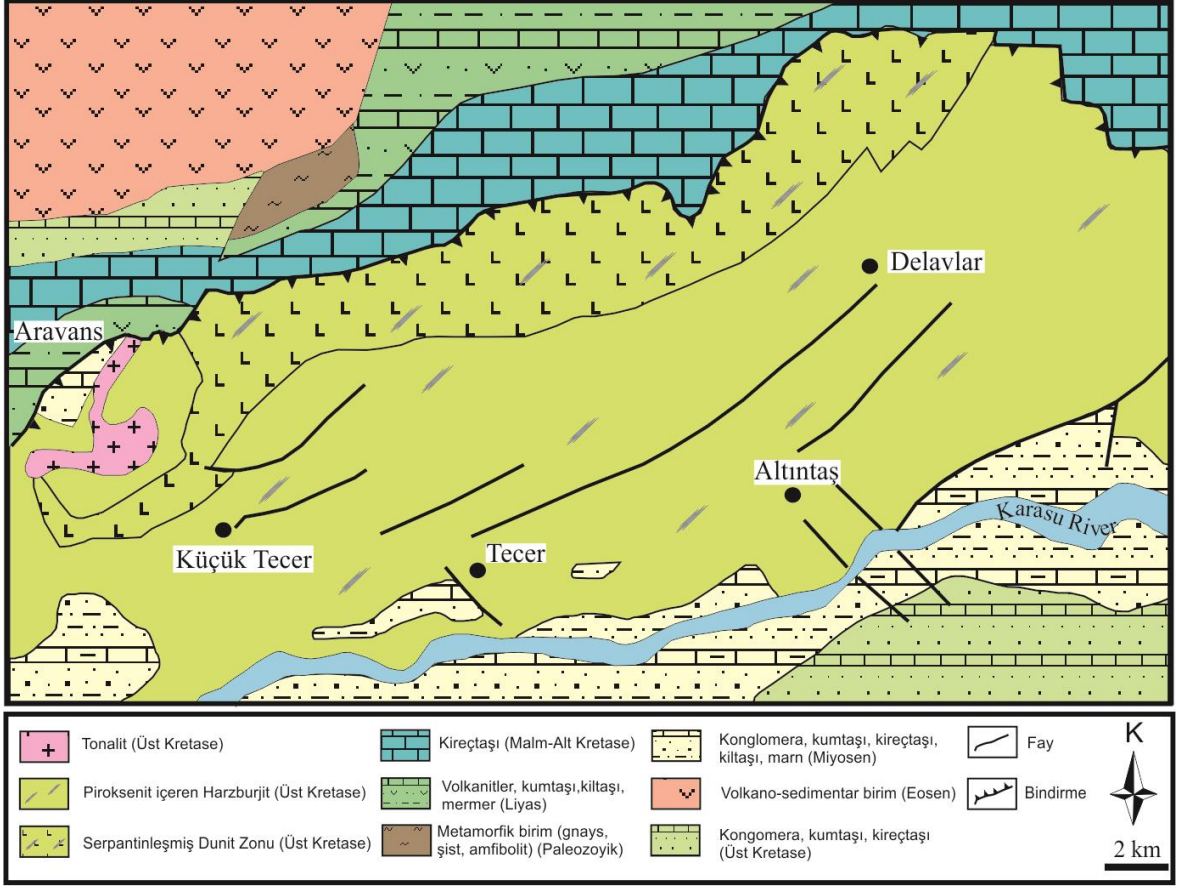 Delavlar
Aravans
Altıntaş
Karasu River
Küçük Tecer
Tecer
Tonalit (Üst Kretase)
Piroksenit içeren Harzburjit (Üst Kretase)
Serpantinleşmiş Dunit Zonu (Üst Kretase)
Kireçtaşı (Malm-Alt Kretase)
Volkanitler, kumtaşı,kiltaşı,
mermer (Liyas)
Metamorfik birim (gnays,
şist, amfibolit) (Paleozoyik)
Konglomera, kumtaşı, kireçtaşı,
kiltaşı, marn (Miyosen)
Volkano-sedimentar birim (Eosen)
Kongomera, kumtaşı, kireçtaşı
(Üst Kretase)
Fay
Bindirme
K
2 km